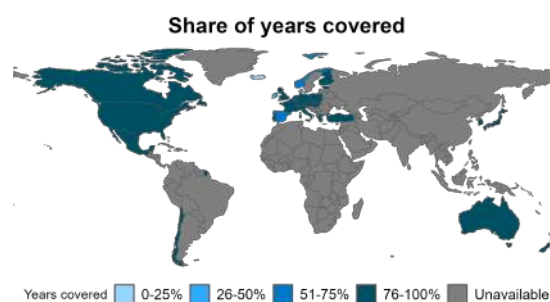 Share of years covered
Years covered 0-25% 26-50% 51-75% 76-100% Unavailable